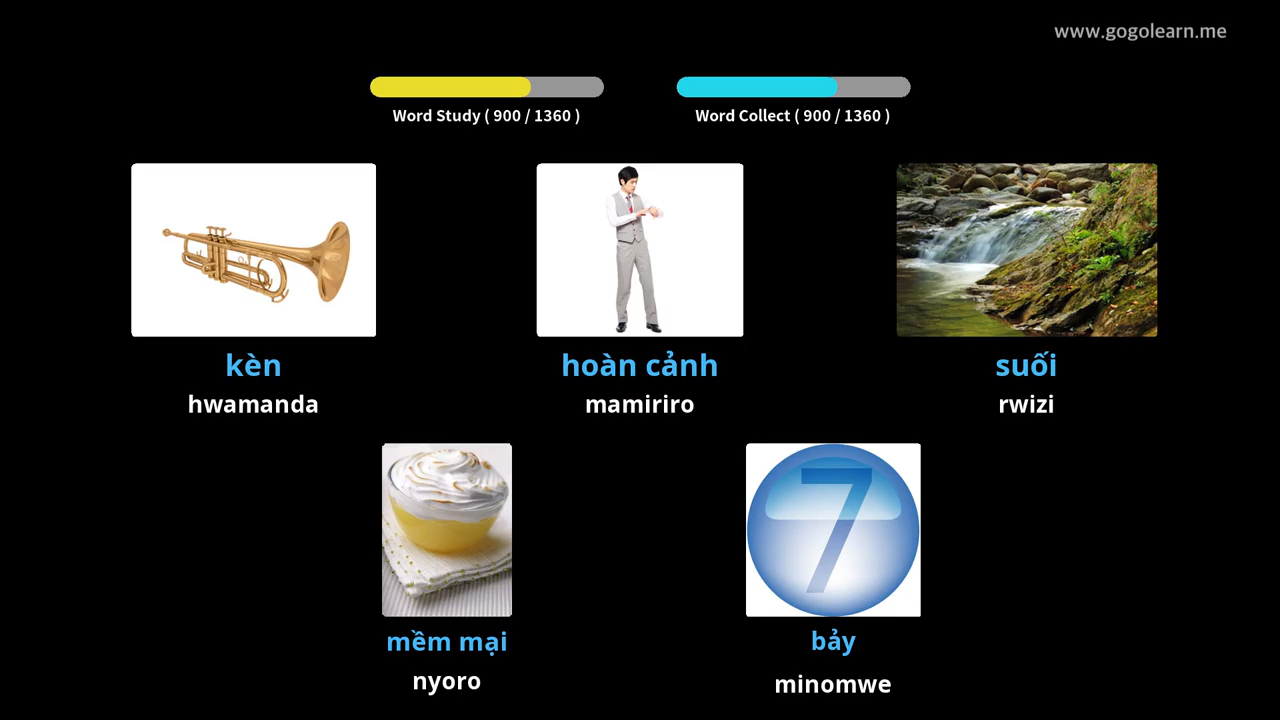 www.gogolearn.me
Word Study ( 900 / 1360 )
Word Collect ( 900 / 1360 )
kèn
hwamanda
hoàn cảnh
mamiriro
suối
rwizi
mềm mại
nyoro
7
bảy
minomwe